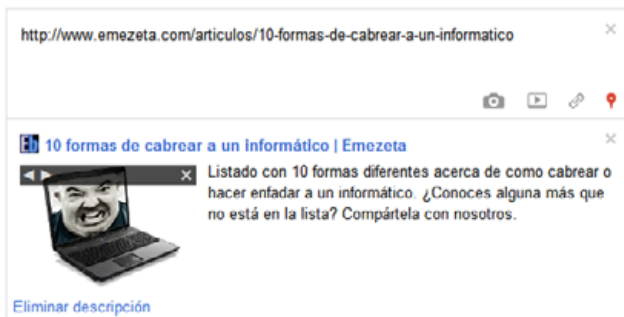 http://www.emezeta.com/articulos/10-formas-de-cabrear-a-un-informatico
Eb 10 formas de cabrear a un informático | Emezeta
Listado con 10 formas diferentes acerca de como cabrear o
hacer enfadar a un informático. ¿Conoces alguna más que
no está en la lista? Compártela con nosotros.
Eliminar descripción